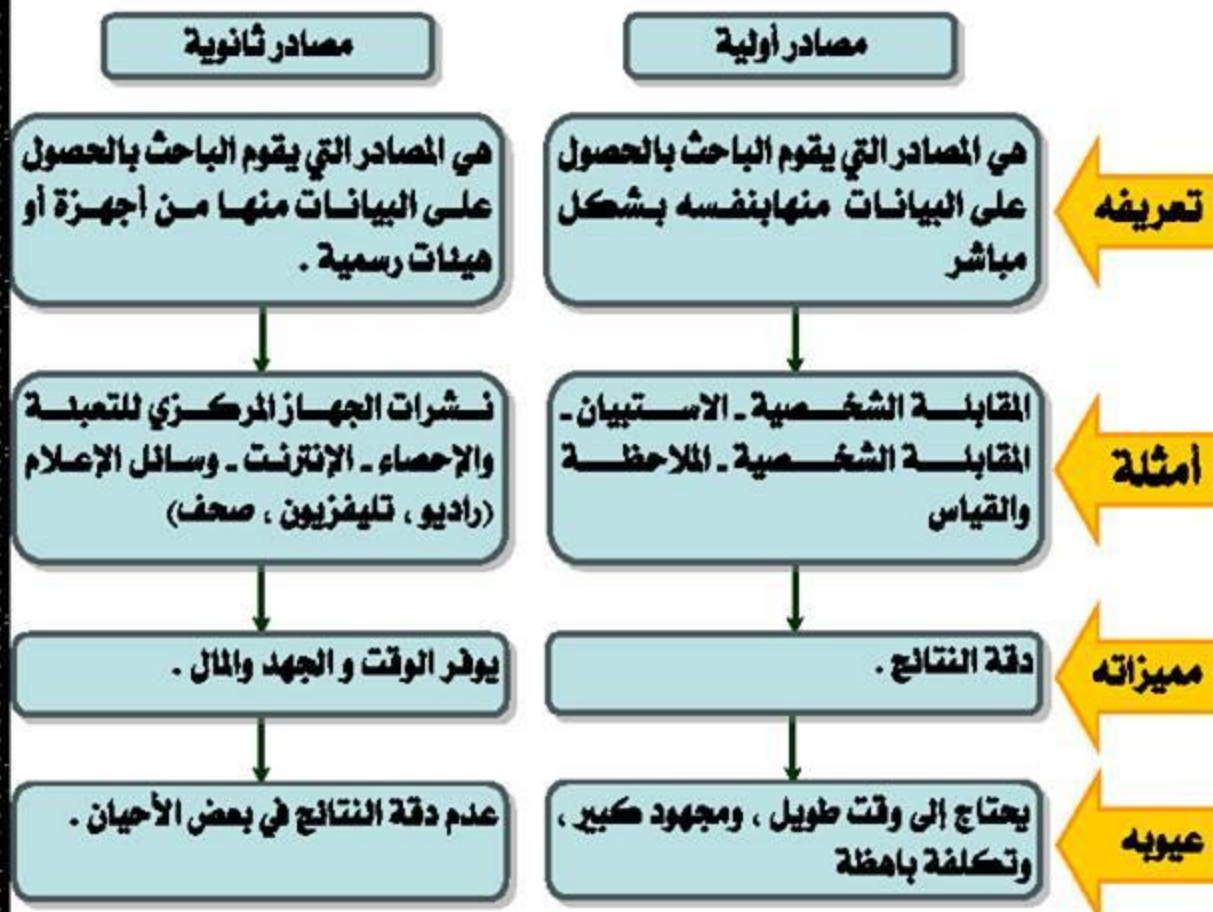 مصادر أولية
مصادر ثانوية
تعريفه
هي المصادر التي يقوم الباحث بالحصول
على البيانات منهابنفسه بشكل
مباشر
هي المصادر التي يقوم الباحث بالحصول
على البيانات منها من أجهزة أو
هيئات رسمية .
أمثلة
المقابلة الشخصية ـ الاستبيان ـ
المقابلة الشخصية ـ الملاحظة
والقياس
نشرات الجهاز المركزي للتعبئة
والإحصاء ـ الإنترنت ـ وسائل الإعلام
(راديو ، تليفزيون ، صحف)
مميزاته
دقة النتائج .
يوفر الوقت و الجهد والمال .
عيوبه
يحتاج إلى وقت طويل ، ومجهود كبير ،
وتكلفة باهظة
عدم دقة النتائج في بعض الأحيان .